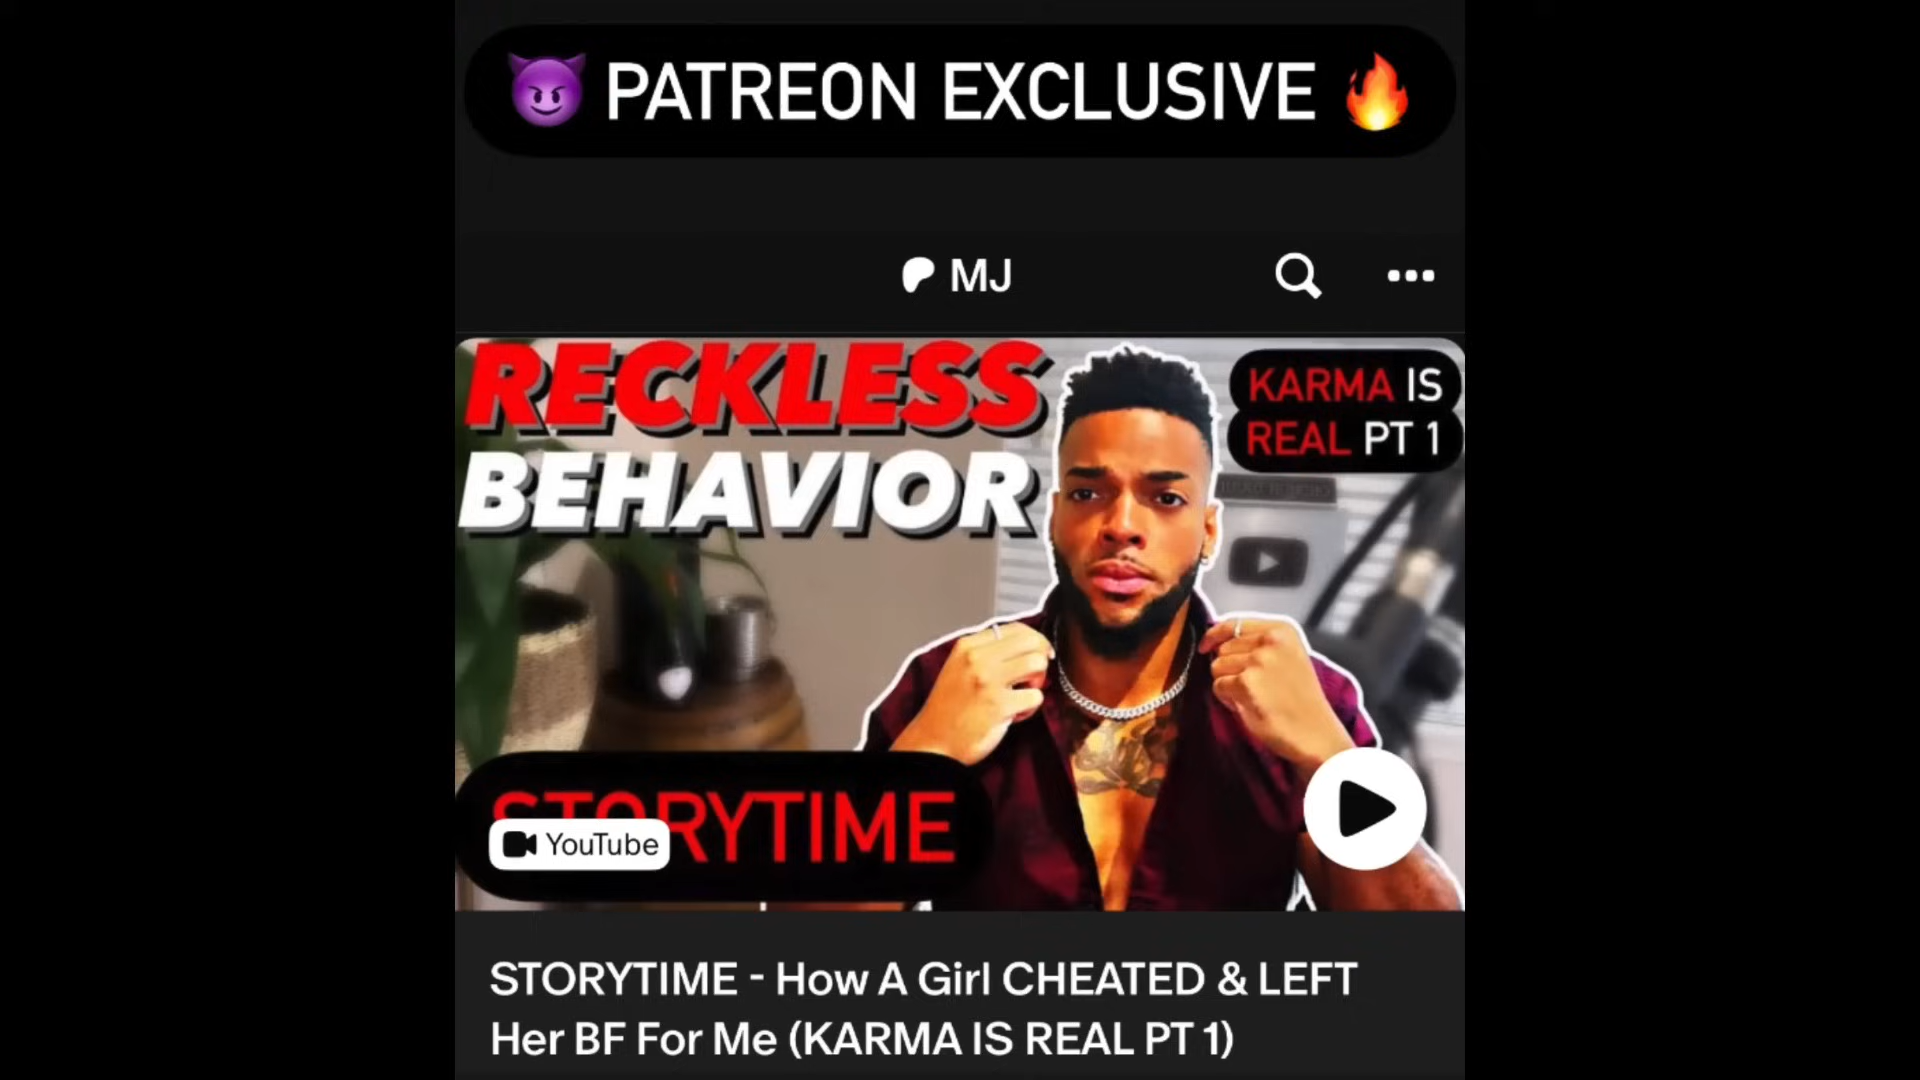 PATREON EXCLUSIVE
MJ
RECKLESS
BEHAVIOR
KARMA IS
REAL PT 1
STORYTIME
YouTube
STORYTIME - How A Girl CHEATED & LEFT
Her BF For Me (KARMA IS REAL PT 1)